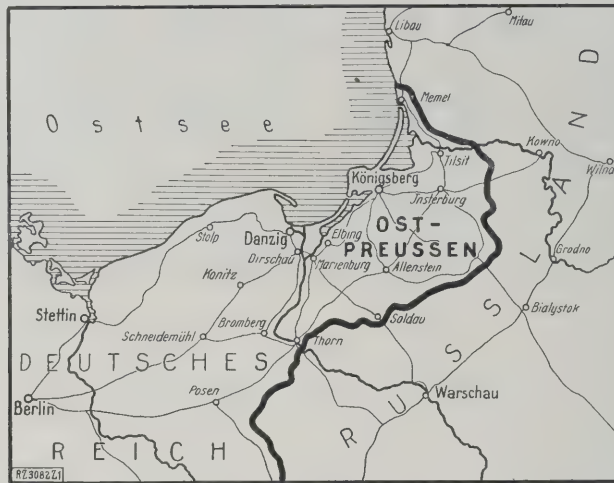 Libau
Mitau
Ostsee
Memel
Kowno
Tilsit
Wilna
Königsberg
Jnsterburg
OST-
PREUSSEN
Stolp
Danzig
Elbing
Dirschau
Marienburg
Allenstein
Grodno
Konitz
Stettin
Bialystok
Soldau
Schneidemühl
Bromberg
Thorn
DEUTSCHES
Berlin
Posen
Warschau
REICH
RUSSLAND
RZ3082Z1